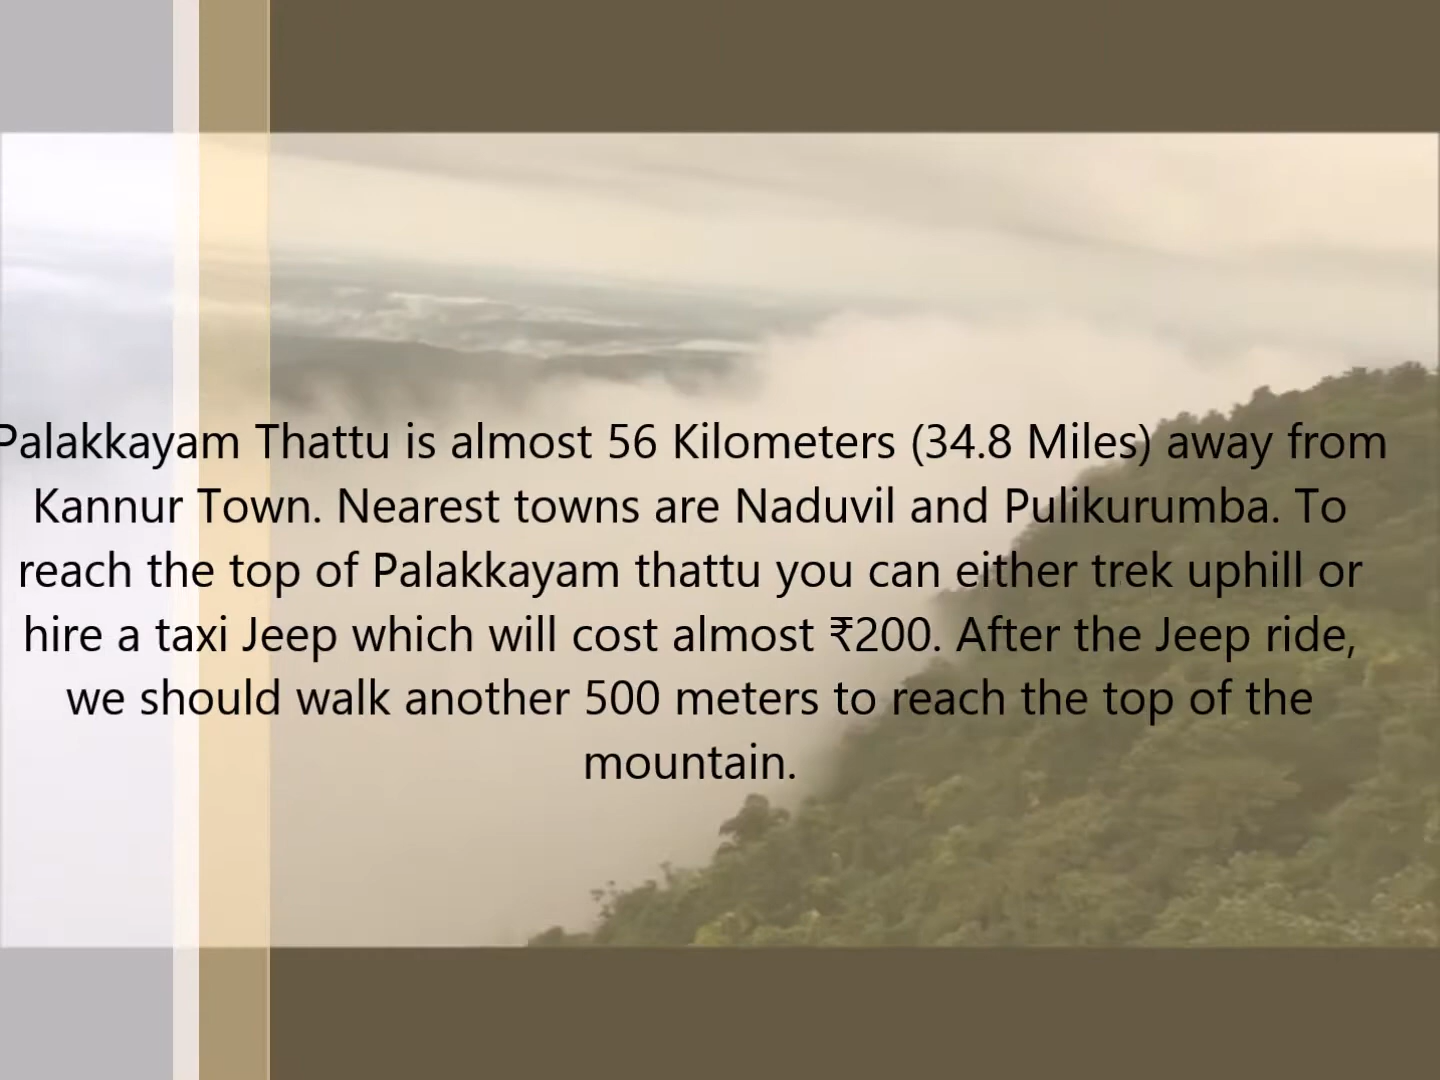 Palakkayam Thattu is almost 56 Kilometers (34.8 Miles) away from
Kannur Town. Nearest towns are Naduvil and Pulikurumba. To
reach the top of Palakkayam thattu you can either trek uphill or
hire a taxi Jeep which will cost almost ₹200. After the Jeep ride,
we should walk another 500 meters to reach the top of the
mountain.